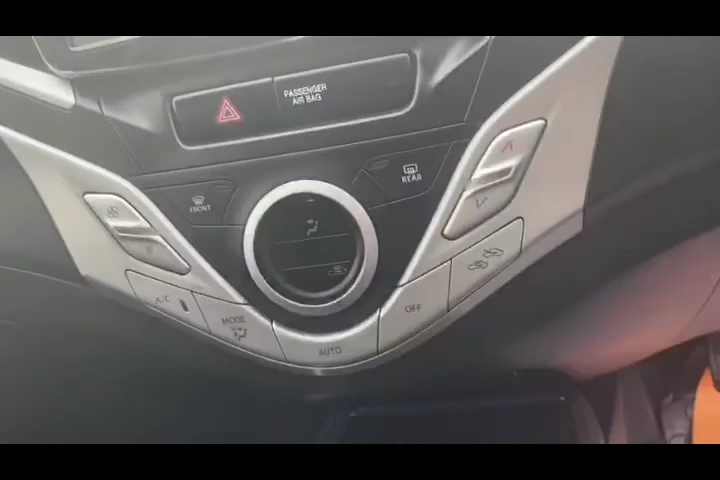 PASSENGER
AIR BAG
FRONT
REAR
A/C
MODE
AUTO
OFF